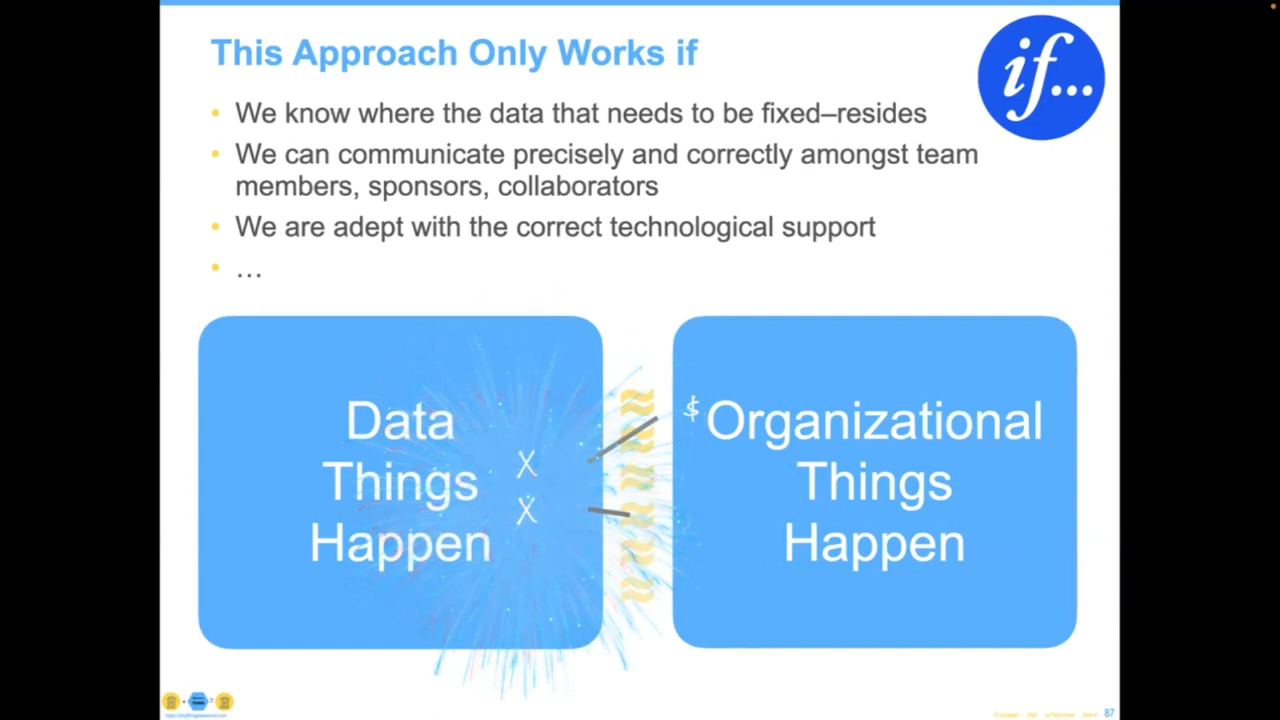 This Approach Only Works if
if...
• We know where the data that needs to be fixed–resides
• We can communicate precisely and correctly amongst team
members, sponsors, collaborators
• We are adept with the correct technological support
• …
Data
Things
Happen
X
X
$
Organizational
Things
Happen
87